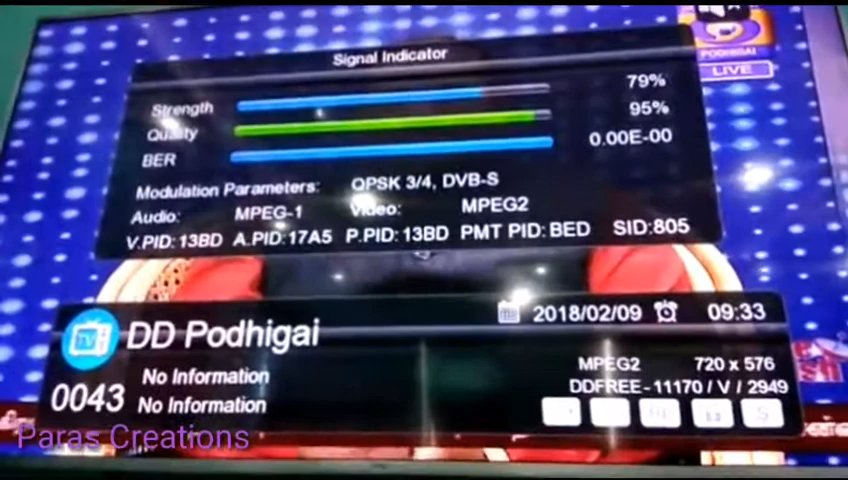 PODHIGAI
LIVE
Signal Indicator
Strength 79%
Quality 95%
BER 0.00E-00
Modulation Parameters: QPSK 3/4, DVB-S
Audio: MPEG-1 Video: MPEG2
V.PID: 13BD A.PID: 17A5 P.PID: 13BD PMT PID: BED SID:805
2018/02/09 09:33
TV DD Podhigai
No Information MPEG2 720 x 576
0043 No Information DDFREE - 11170 / V / 2949
Paras Creations